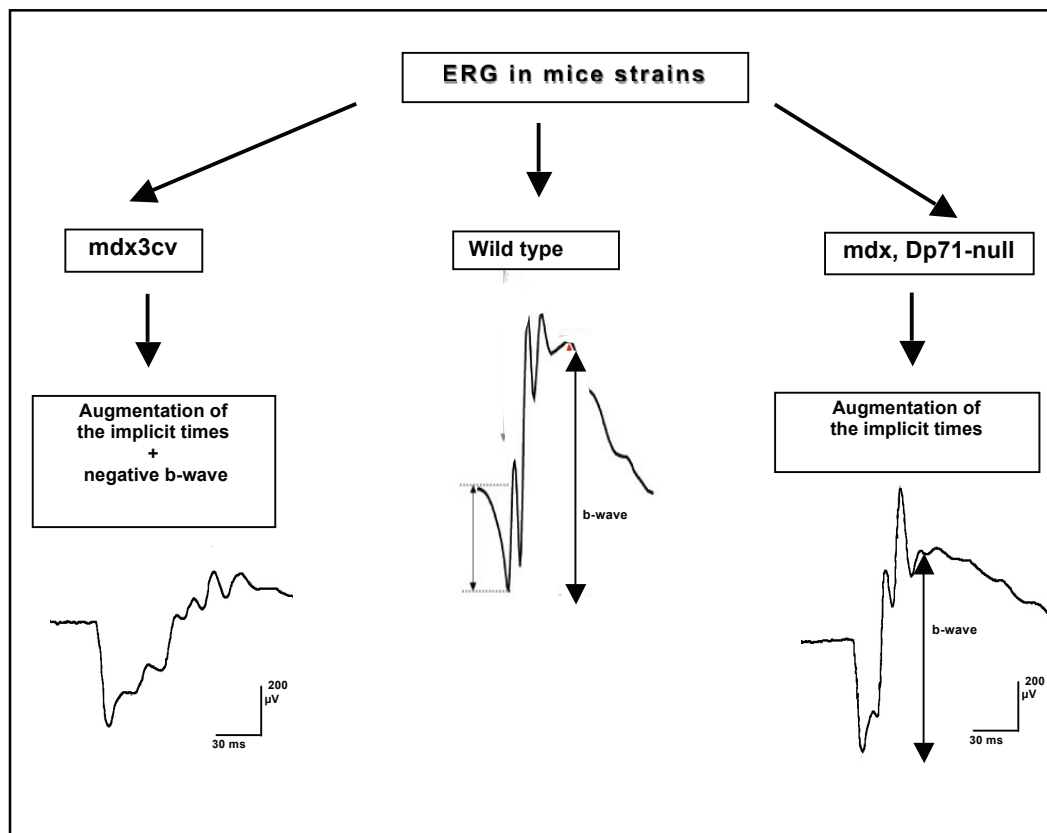 ERG in mice strains
mdx3cv
Wild type
mdx, Dp71-null
Augmentation of
the implicit times
+
negative b-wave
Augmentation of
the implicit times
b-wave
b-wave
200
µV
30 ms
200
µV
30 ms